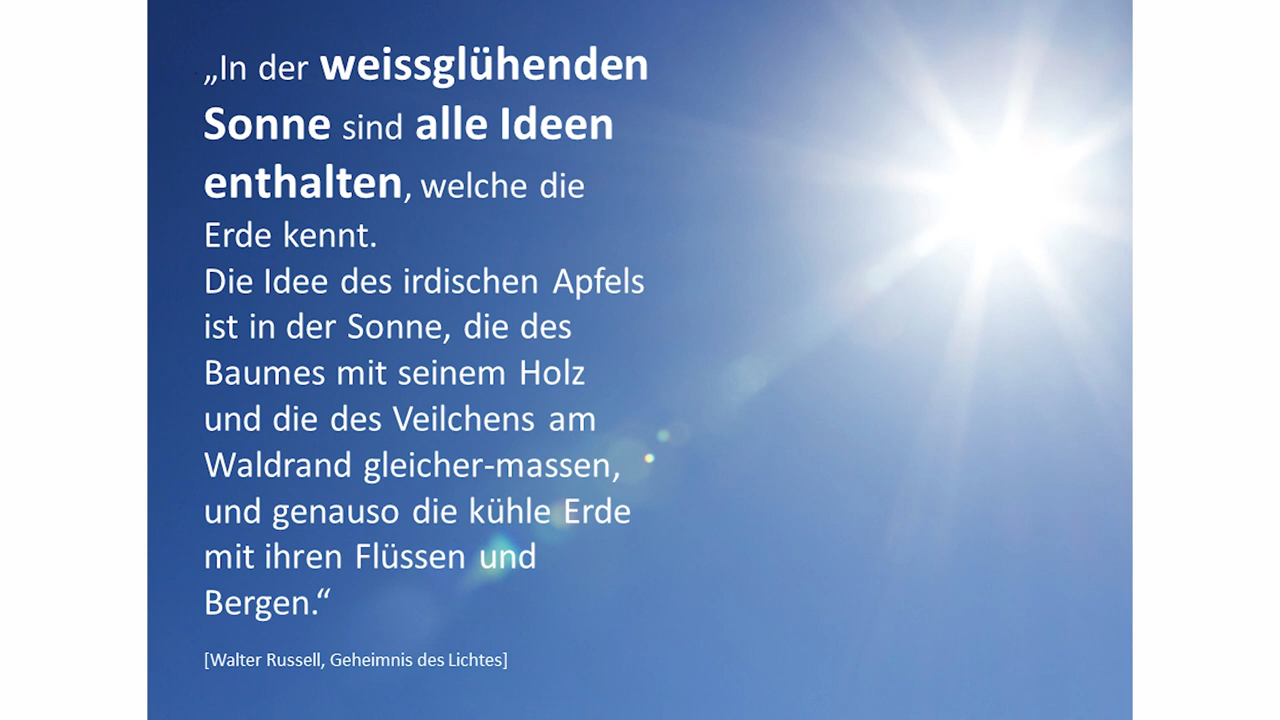 „In der weissglühenden
Sonne sind alle Ideen
enthalten, welche die
Erde kennt.
Die Idee des irdischen Apfels
ist in der Sonne, die des
Baumes mit seinem Holz
und die des Veilchens am
Waldrand gleicher-massen,
und genauso die kühle Erde
mit ihren Flüssen und
Bergen.“
[Walter Russell, Geheimnis des Lichtes]